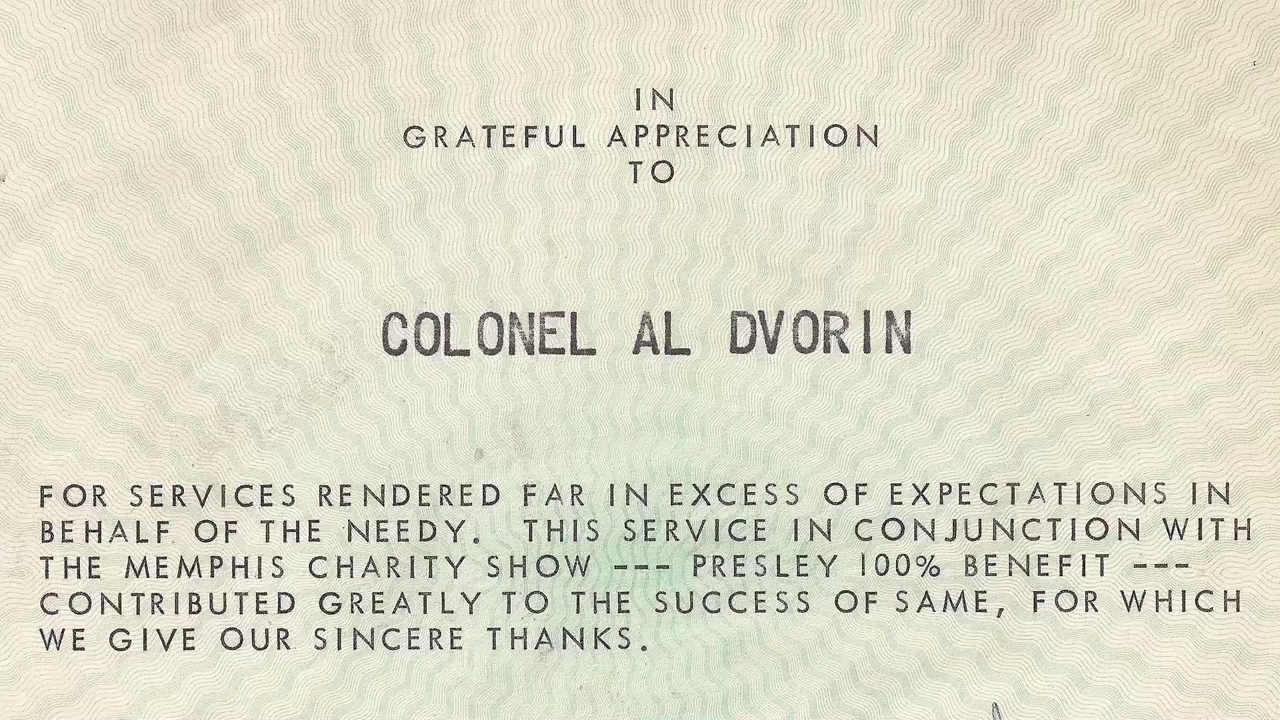 IN
GRATEFUL APPRECIATION
TO
COLONEL AL DVORIN
FOR SERVICES RENDERED FAR IN EXCESS OF EXPECTATIONS IN
BEHALF OF THE NEEDY. THIS SERVICE IN CONJUNCTION WITH
THE MEMPHIS CHARITY SHOW --- PRESLEY 100% BENEFIT ---
CONTRIBUTED GREATLY TO THE SUCCESS OF SAME, FOR WHICH
WE GIVE OUR SINCERE THANKS.